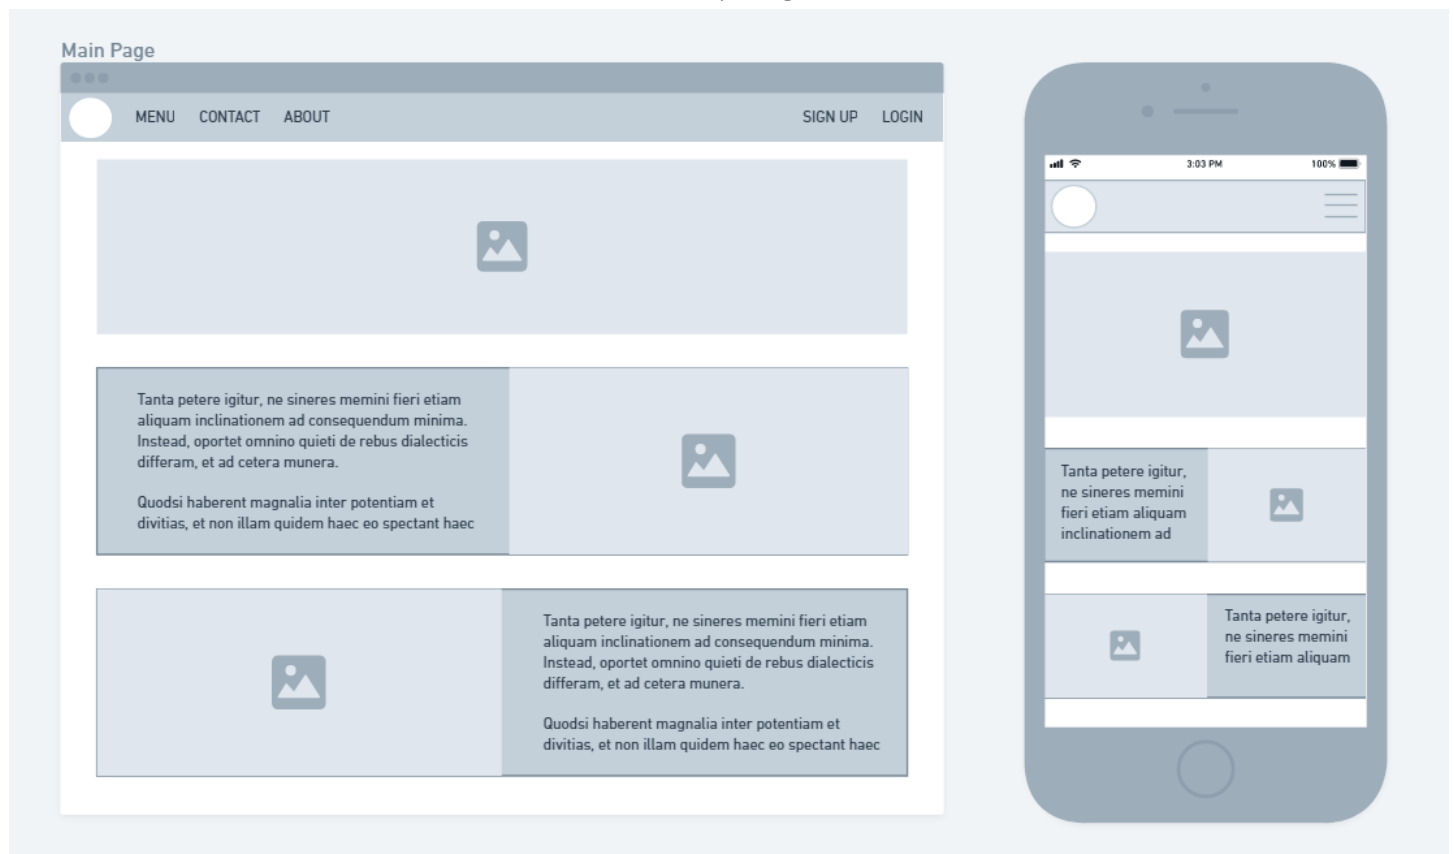 Main Page
MENU CONTACT ABOUT SIGN UP LOGIN
Tanta petere igitur, ne sineres memini fieri etiam
aliquam inclinationem ad consequendum minima.
Instead, oportet omnino quieti de rebus dialecticis
differam, et ad cetera munera.
Quodsi haberent magnalia inter potentiam et
divitias, et non illam quidem haec eo spectant haec
Tanta petere igitur, ne sineres memini fieri etiam
aliquam inclinationem ad consequendum minima.
Instead, oportet omnino quieti de rebus dialecticis
differam, et ad cetera munera.
Quodsi haberent magnalia inter potentiam et
divitias, et non illam quidem haec eo spectant haec
3:03 PM 100%
Tanta petere igitur,
ne sineres memini
fieri etiam aliquam
inclinationem ad
Tanta petere igitur,
ne sineres memini
fieri etiam aliquam